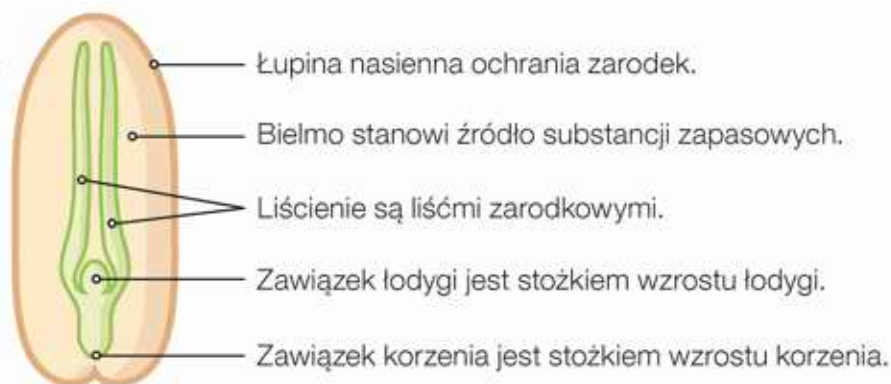 Łupina nasienna ochrania zarodek.
Bielmo stanowi źródło substancji zapasowych.
Liścienie są liśćmi zarodkowymi.
Zawiązek łodygi jest stożkiem wzrostu łodygi.
Zawiązek korzenia jest stożkiem wzrostu korzenia.